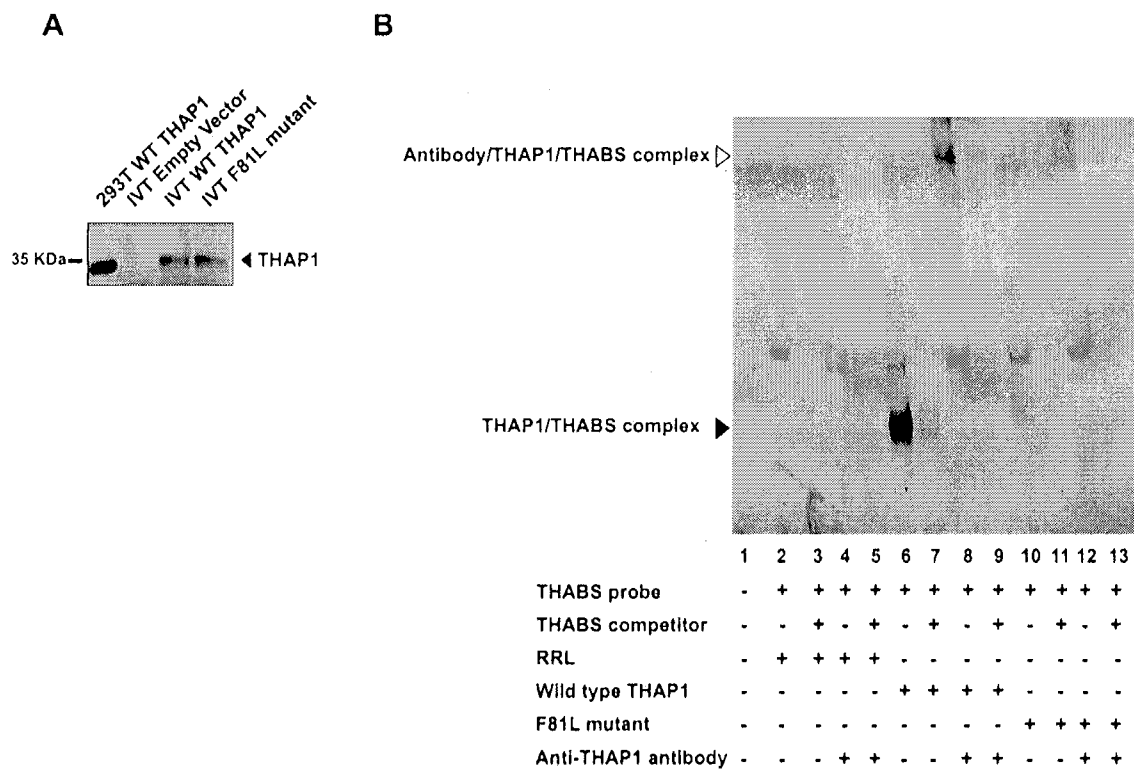 A
B
293T WT THAP1
IVT Empty Vector
IVT WT THAP1
IVT F81L mutant
35 KDa
THAP1
Antibody/THAP1/THABS complex
THAP1/THABS complex
1 2 3 4 5 6 7 8 9 10 11 12 13
THABS probe - + + + + + + + + + + + +
THABS competitor - - + - + - + - + - + - +
RRL - + + + + - - - - - - - -
Wild type THAP1 - - - - - + + + + - - - -
F81L mutant - - - - - - - - - + + + +
Anti-THAP1 antibody - - - + + - - + + - - + +